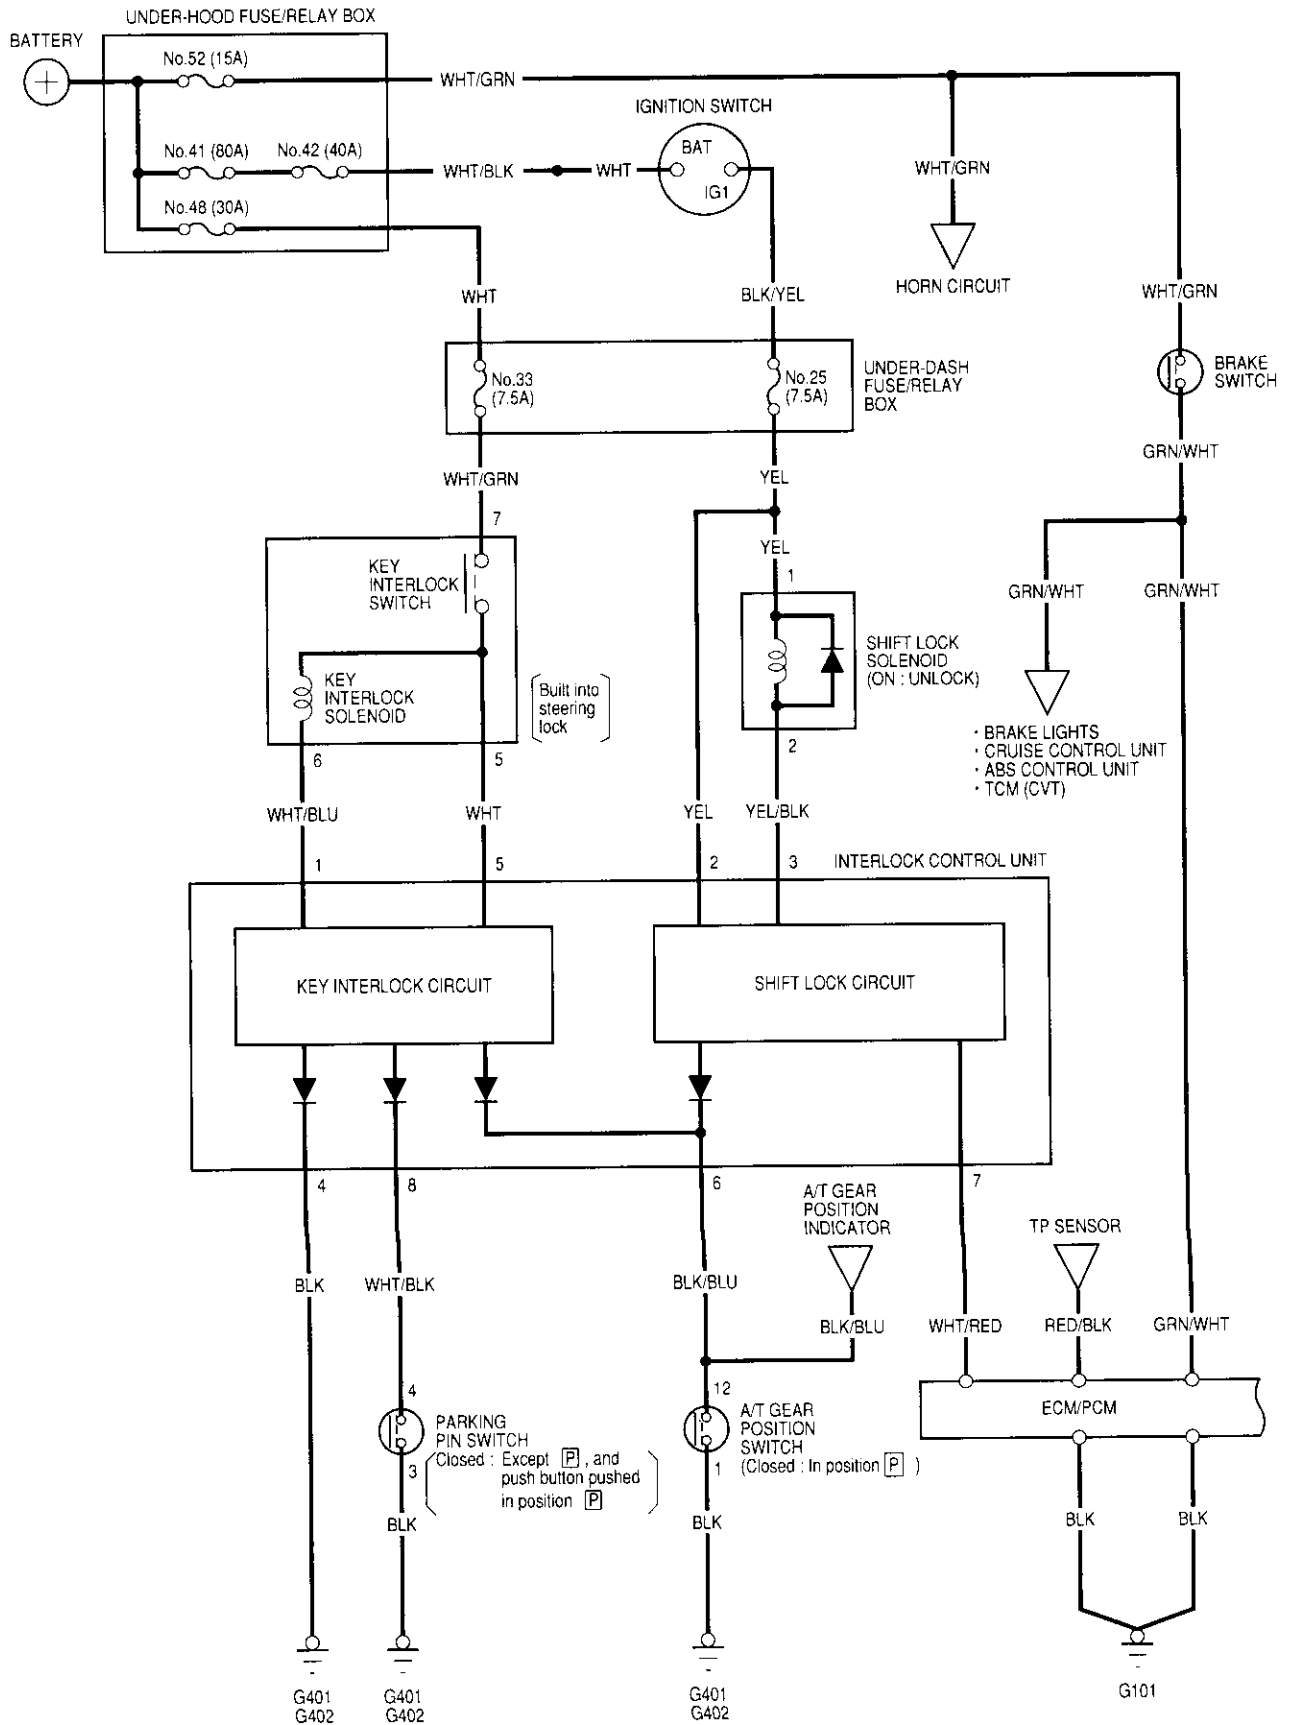 UNDER-HOOD FUSE/RELAY BOX
BATTERY
No.52 (15A)
WHT/GRN
IGNITION SWITCH
No.41 (80A)
No.42 (40A)
WHT/BLK
WHT
BAT
IG1
WHT/GRN
No.48 (30A)
HORN CIRCUIT
WHT
BLK/YEL
WHT/GRN
No.33
(7.5A)
No.25
(7.5A)
UNDER-DASH
FUSE/RELAY
BOX
BRAKE
SWITCH
WHT/GRN
YEL
GRN/WHT
7
YEL
1
KEY
INTERLOCK
SWITCH
GRN/WHT
GRN/WHT
KEY
INTERLOCK
SOLENOID
Built into
steering
lock
SHIFT LOCK
SOLENOID
(ON : UNLOCK)
6
5
2
· BRAKE LIGHTS
· CRUISE CONTROL UNIT
· ABS CONTROL UNIT
· TCM (CVT)
WHT/BLU
WHT
YEL
YEL/BLK
1
5
2
3
INTERLOCK CONTROL UNIT
KEY INTERLOCK CIRCUIT
SHIFT LOCK CIRCUIT
4
8
6
7
A/T GEAR
POSITION
INDICATOR
TP SENSOR
BLK
WHT/BLK
BLK/BLU
BLK/BLU
WHT/RED
RED/BLK
GRN/WHT
4
12
PARKING
PIN SWITCH
(Closed : Except P , and
push button pushed
in position P )
3
A/T GEAR
POSITION
SWITCH
(Closed : In position P )
1
ECM/PCM
BLK
BLK
BLK
BLK
G401
G402
G401
G402
G401
G402
G101